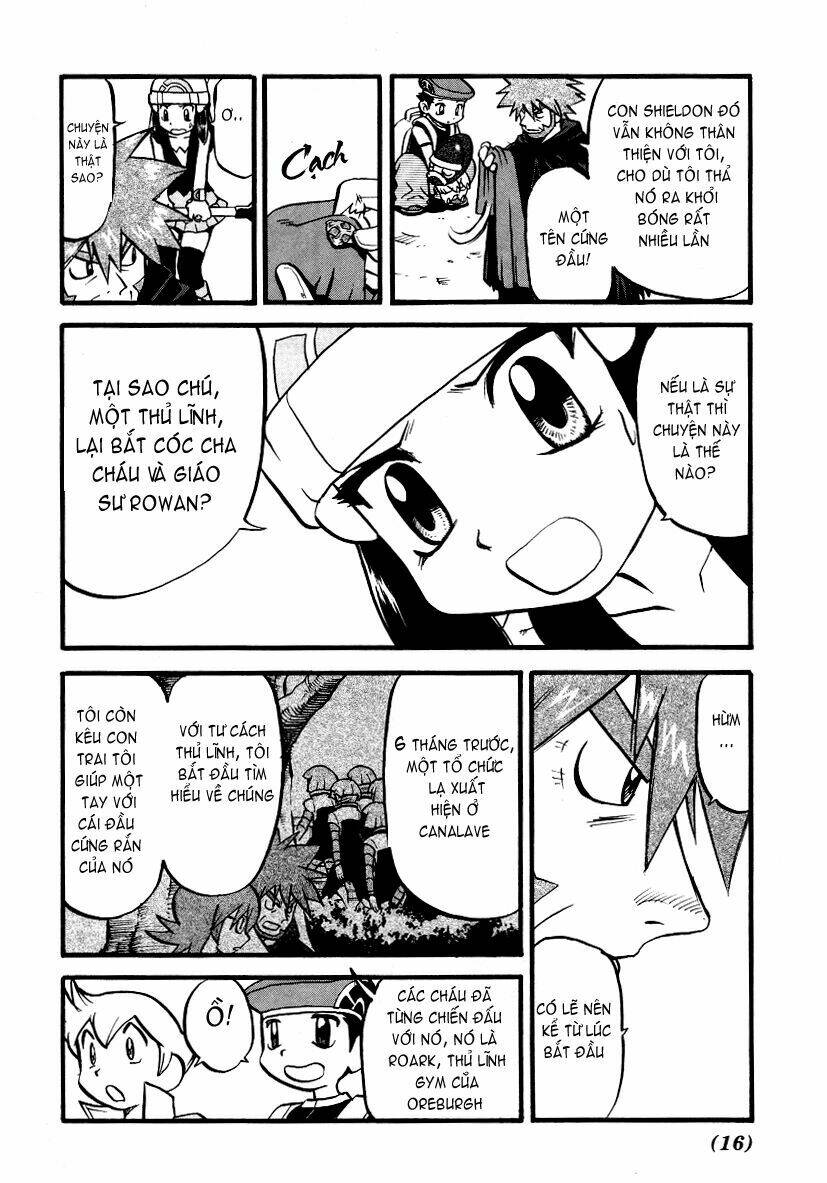 CON SHIELDON ĐÓ
VẪN KHÔNG THÂN
THIỆN VỚI TÔI,
CHO DÙ TÔI THẢ
NÓ RA KHỎI
BÓNG RẤT
NHIỀU LẦN
MỘT
TÊN CỨNG
ĐẦU!
Cạch
Ơ..
CHUYỆN
NÀY LÀ
THẬT
SAO?
NẾU LÀ SỰ
THẬT THÌ
CHUYỆN NÀY
LÀ THẾ
NÀO?
TẠI SAO CHÚ,
MỘT THỦ LĨNH,
LẠI BẮT CÓC CHA
CHÁU VÀ GIÁO
SƯ ROWAN?
HỪM
...
CÓ LẼ NÊN
KỂ TỪ LÚC
BẮT ĐẦU
6 THÁNG TRƯỚC,
MỘT TỔ CHỨC
LẠ XUẤT
HIỆN Ở
CANALAVE
VỚI TƯ CÁCH
THỦ LĨNH, TÔI
BẮT ĐẦU TÌM
HIỂU VỀ CHÚNG
TÔI CÒN
KÊU CON
TRAI TÔI
GIÚP MỘT
TAY VỚI
CÁI ĐẦU
CỨNG RẮN
CỦA NÓ
CÁC CHÁU ĐÃ
TỪNG CHIẾN ĐẤU
VỚI NÓ, NÓ LÀ
ROARK, THỦ LĨNH
GYM CỦA
OREBURGH
Ồ!
(16)